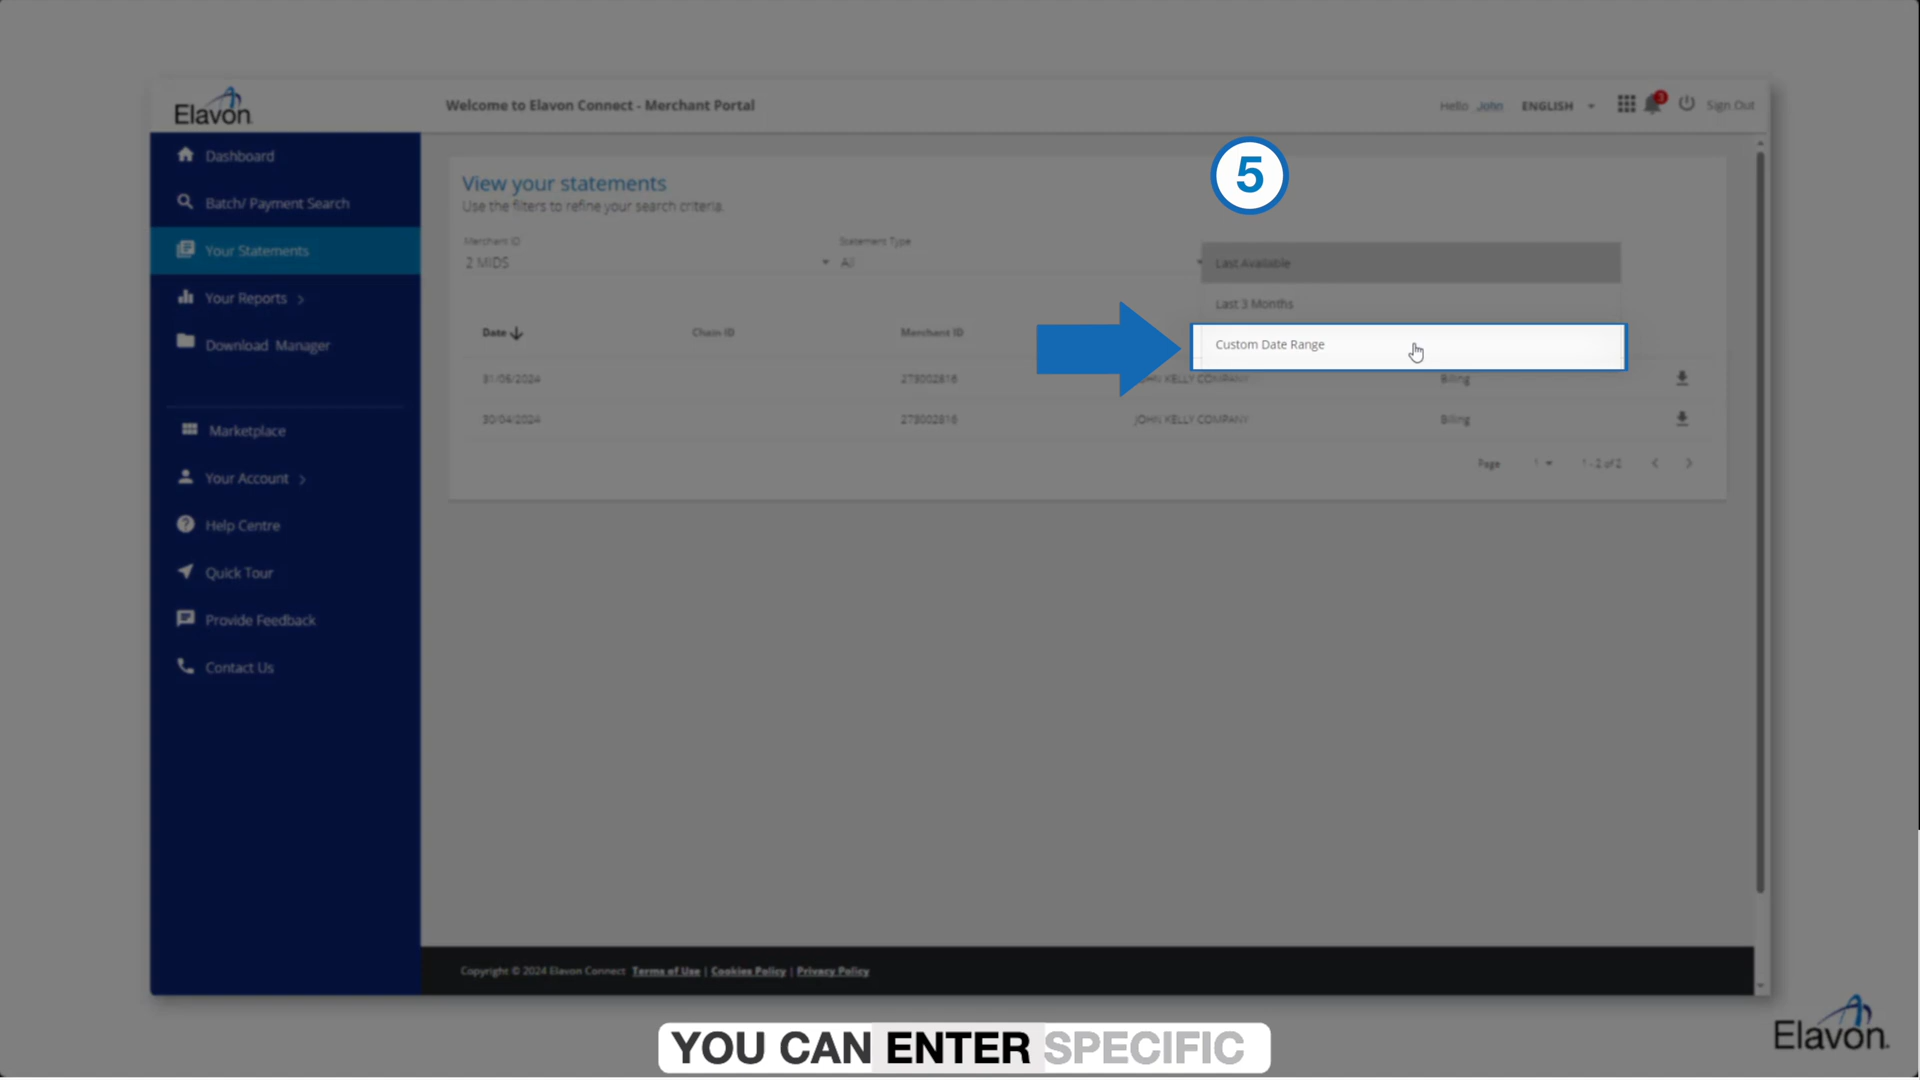 Elavon
Welcome to Elavon Connect - Merchant Portal
Hello John ENGLISH 3 Sign Out
Dashboard
Batch/ Payment Search
Your Statements
Your Reports
Download Manager
Marketplace
Your Account
Help Centre
Quick Tour
Provide Feedback
Contact Us
5
View your statements
Use the filters to refine your search criteria.
Merchant ID
2 MIDS
Statement Type
All
Last Available
Last 3 Months
Custom Date Range
Date Chain ID Merchant ID
31/05/2024 273002816 JOHN KELLY COMPANY Billing
30/04/2024 273002816 JOHN KELLY COMPANY Billing
Page 1 1 - 2 of 2
Copyright © 2024 Elavon Connect Terms of Use | Cookies Policy | Privacy Policy
YOU CAN ENTER SPECIFIC
Elavon